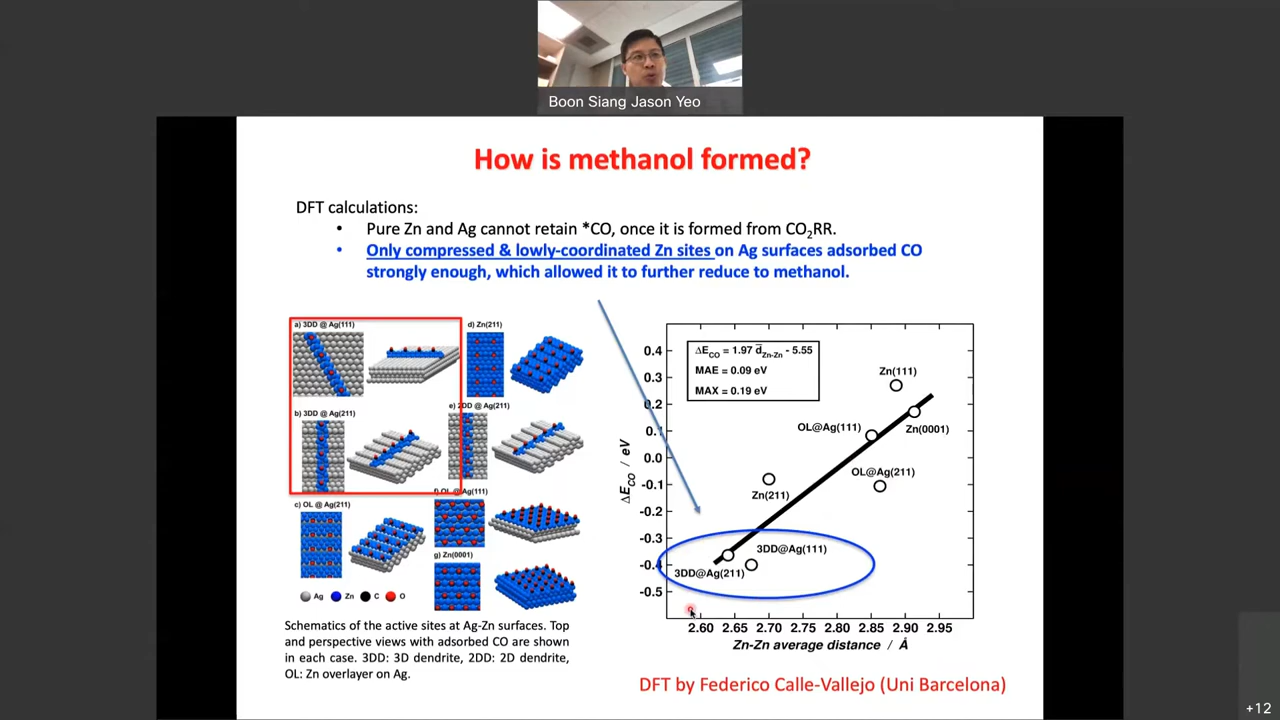 Boon Siang Jason Yeo
How is methanol formed?
DFT calculations:
• Pure Zn and Ag cannot retain *CO, once it is formed from CO₂RR.
• Only compressed & lowly-coordinated Zn sites on Ag surfaces adsorbed CO
strongly enough, which allowed it to further reduce to methanol.
a) 3DD @ Ag(111)
d) Zn(211)
b) 3DD @ Ag(211)
e) 2DD @ Ag(211)
c) OL @ Ag(211)
f) OL @ Ag(111)
g) Zn(0001)
Ag Zn C O
Schematics of the active sites at Ag-Zn surfaces. Top
and perspective views with adsorbed CO are shown
in each case. 3DD: 3D dendrite, 2DD: 2D dendrite,
OL: Zn overlayer on Ag.
ΔE_CO = 1.97 d̅_Zn-Zn - 5.55
MAE = 0.09 eV
MAX = 0.19 eV
ΔE_CO / eV
0.4
0.3
0.2
0.1
0.0
-0.1
-0.2
-0.3
-0.4
-0.5
Zn(111)
OL@Ag(111)
Zn(0001)
OL@Ag(211)
Zn(211)
3DD@Ag(111)
3DD@Ag(211)
2.60 2.65 2.70 2.75 2.80 2.85 2.90 2.95
Zn-Zn average distance / Å
DFT by Federico Calle-Vallejo (Uni Barcelona)
+12